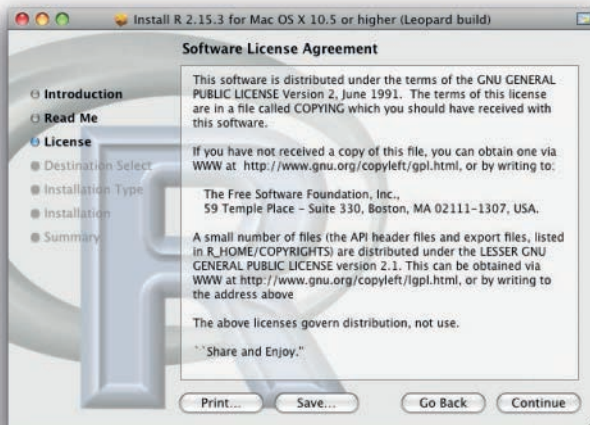 Install R 2.15.3 for Mac OS X 10.5 or higher (Leopard build)
Software License Agreement
Introduction
Read Me
License
Destination Select
Installation Type
Installation
Summary
This software is distributed under the terms of the GNU GENERAL
PUBLIC LICENSE Version 2, June 1991. The terms of this license
are in a file called COPYING which you should have received with
this software.
If you have not received a copy of this file, you can obtain one via
WWW at http://www.gnu.org/copyleft/gpl.html, or by writing to:
The Free Software Foundation, Inc.,
59 Temple Place - Suite 330, Boston, MA 02111-1307, USA.
A small number of files (the API header files and export files, listed
in R_HOME/COPYRIGHTS) are distributed under the LESSER GNU
GENERAL PUBLIC LICENSE version 2.1. This can be obtained via
WWW at http://www.gnu.org/copyleft/lgpl.html, or by writing to
the address above
The above licenses govern distribution, not use.
``Share and Enjoy."
Print... Save... Go Back Continue